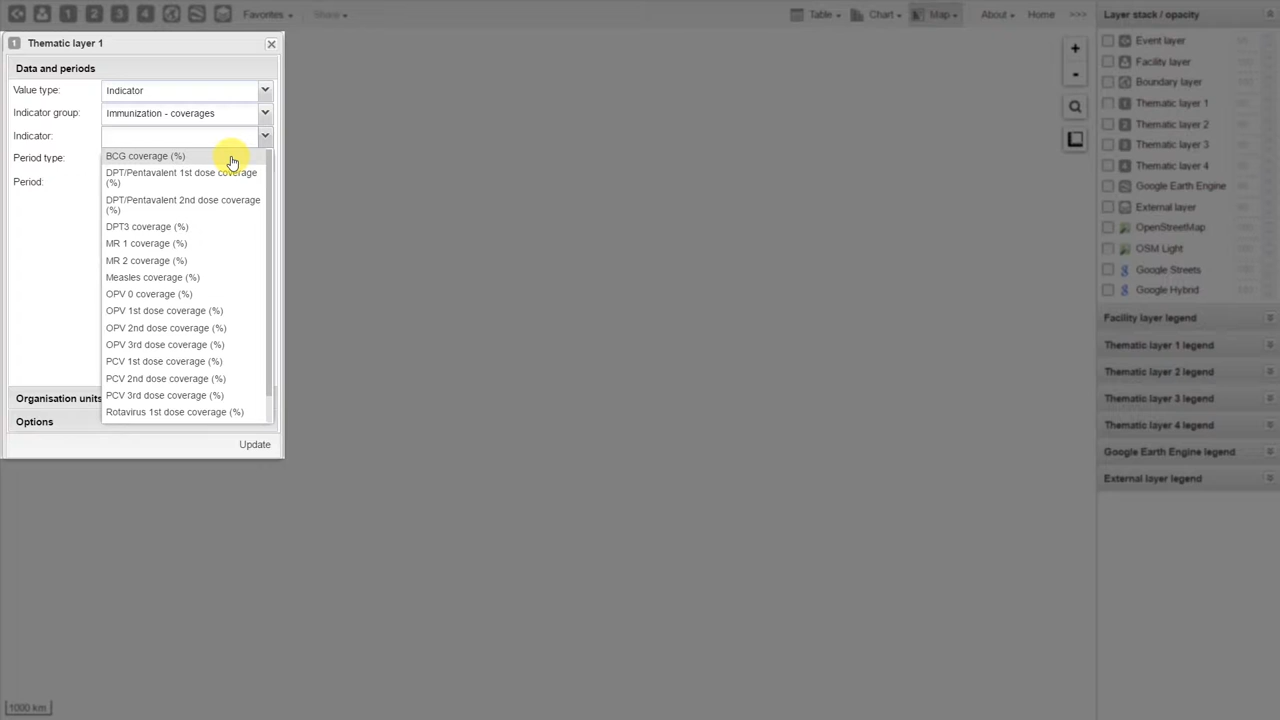 1 2 3 4 Favorites Share Table Chart Map About Home >>> Layer stack / opacity
1 Thematic layer 1
Data and periods
Value type: Indicator
Indicator group: Immunization - coverages
Indicator:
Period type:
Period:
BCG coverage (%)
DPT/Pentavalent 1st dose coverage
(%)
DPT/Pentavalent 2nd dose coverage
(%)
DPT3 coverage (%)
MR 1 coverage (%)
MR 2 coverage (%)
Measles coverage (%)
OPV 0 coverage (%)
OPV 1st dose coverage (%)
OPV 2nd dose coverage (%)
OPV 3rd dose coverage (%)
PCV 1st dose coverage (%)
PCV 2nd dose coverage (%)
PCV 3rd dose coverage (%)
Rotavirus 1st dose coverage (%)
Organisation units
Options
Update
+
-
Event layer
Facility layer
Boundary layer
Thematic layer 1
Thematic layer 2
Thematic layer 3
Thematic layer 4
Google Earth Engine
External layer
OpenStreetMap
OSM Light
Google Streets
Google Hybrid
Facility layer legend
Thematic layer 1 legend
Thematic layer 2 legend
Thematic layer 3 legend
Thematic layer 4 legend
Google Earth Engine legend
External layer legend
1000 km